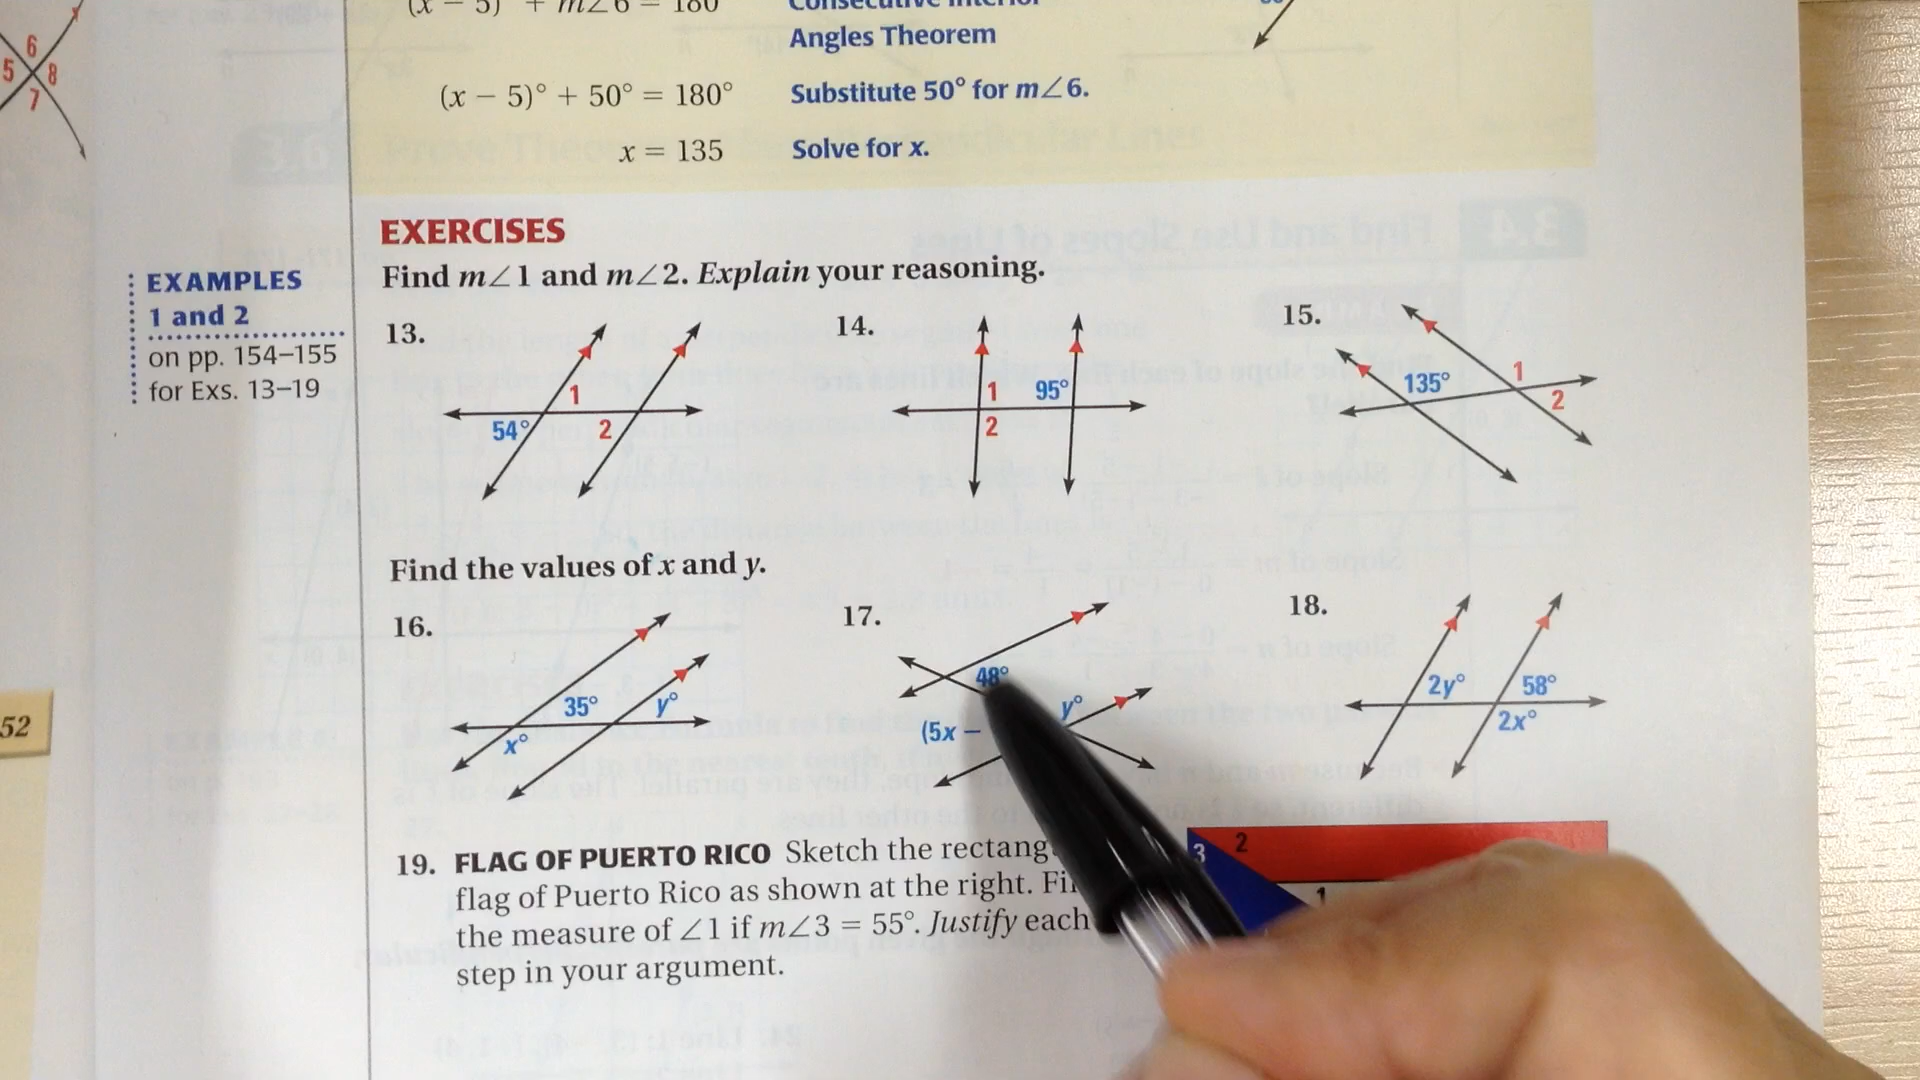 6
5 8
7
(x − 5)° + m∠6 = 180°
Consecutive Interior
Angles Theorem
(x − 5)° + 50° = 180°
Substitute 50° for m∠6.
x = 135
Solve for x.
EXERCISES
Find m∠1 and m∠2. Explain your reasoning.
EXAMPLES
1 and 2
on pp. 154–155
for Exs. 13–19
13.
1
54°
2
14.
1
95°
2
15.
135°
1
2
Find the values of x and y.
16.
35°
y°
x°
17.
48°
y°
(5x −
18.
2y°
58°
2x°
52
19. FLAG OF PUERTO RICO Sketch the rectang
flag of Puerto Rico as shown at the right. Fi
the measure of ∠1 if m∠3 = 55°. Justify each
step in your argument.
3
2
1